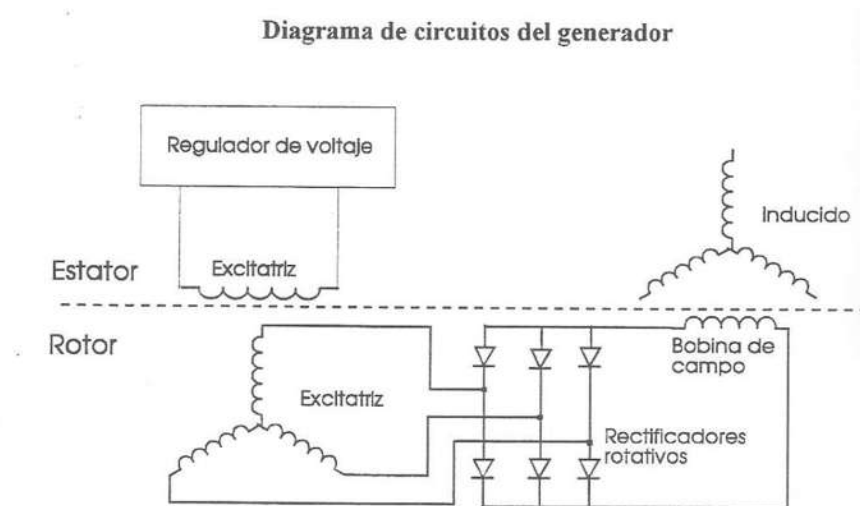 Diagrama de circuitos del generador
Regulador de voltaje
Inducido
Estator
Excitatriz
Rotor
Bobina de
campo
Excitatriz
Rectificadores
rotativos